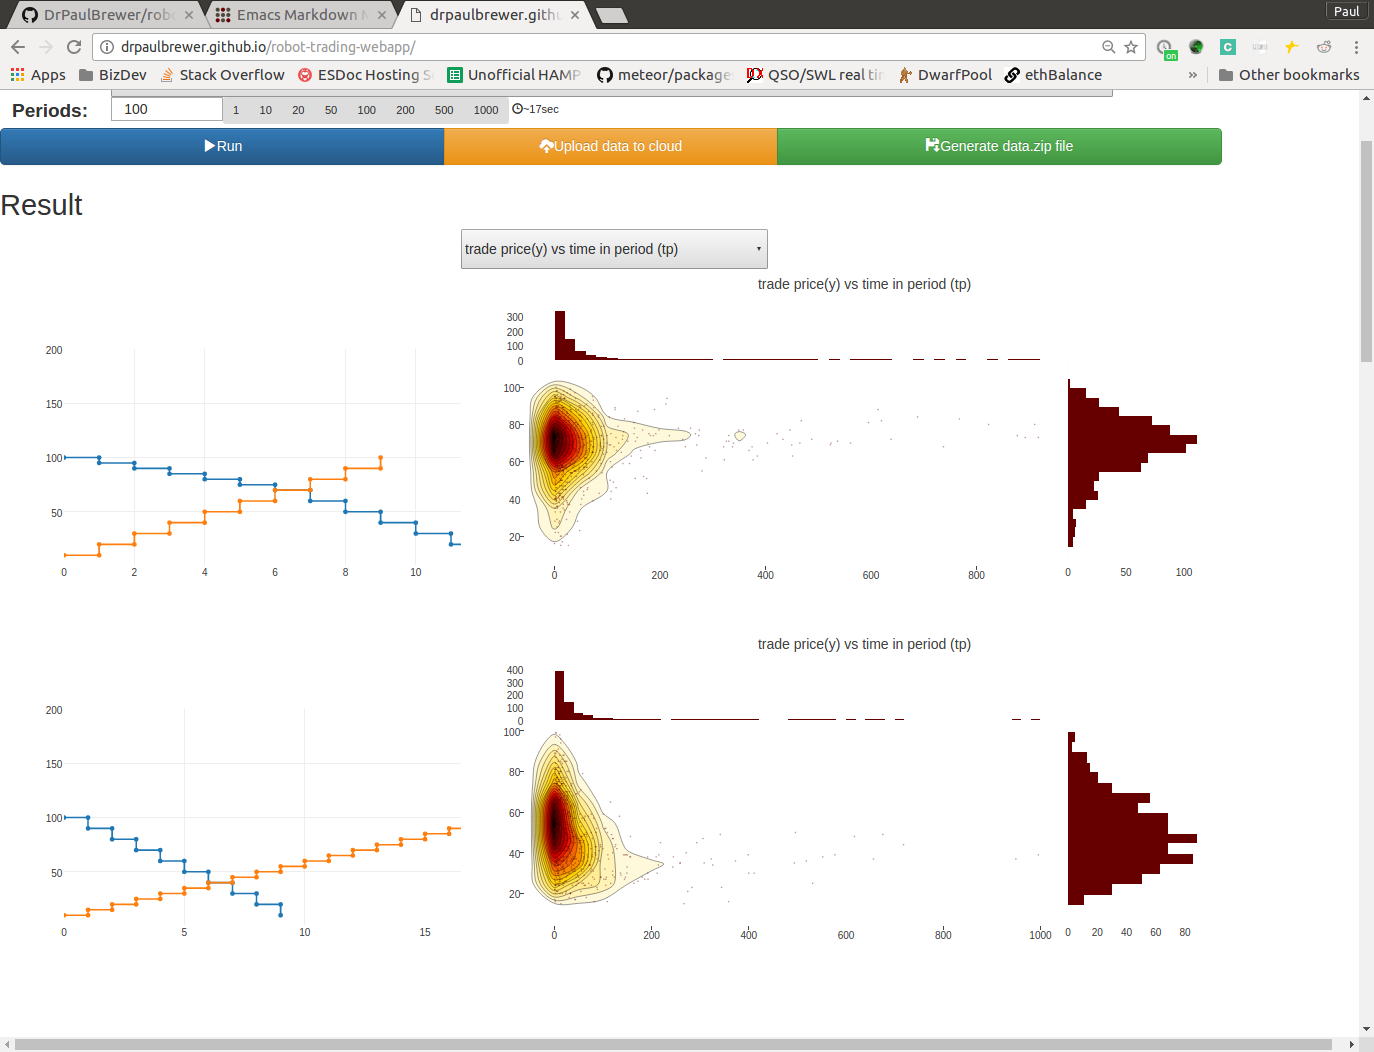 Paul
DrPaulBrewer/rob
Emacs Markdown M
drpaulbrewer.githu
drpaulbrewer.github.io/robot-trading-webapp/
on
C
Apps
BizDev
Stack Overflow
ESDoc Hosting S
Unofficial HAMP
meteor/package
QSO/SWL real tim
DwarfPool
ethBalance
»
Other bookmarks
Periods:
100
1 10 20 50 100 200 500 1000
~17sec
Run
Upload data to cloud
Generate data.zip file
Result
trade price(y) vs time in period (tp)
trade price(y) vs time in period (tp)
200
150
100
50
0 2 4 6 8 10
300
200
100
0
100
80
60
40
20
0 200 400 600 800
0 50 100
trade price(y) vs time in period (tp)
200
150
100
50
0 5 10 15
400
300
200
100
0
100
80
60
40
20
0 200 400 600 800 1000
0 20 40 60 80